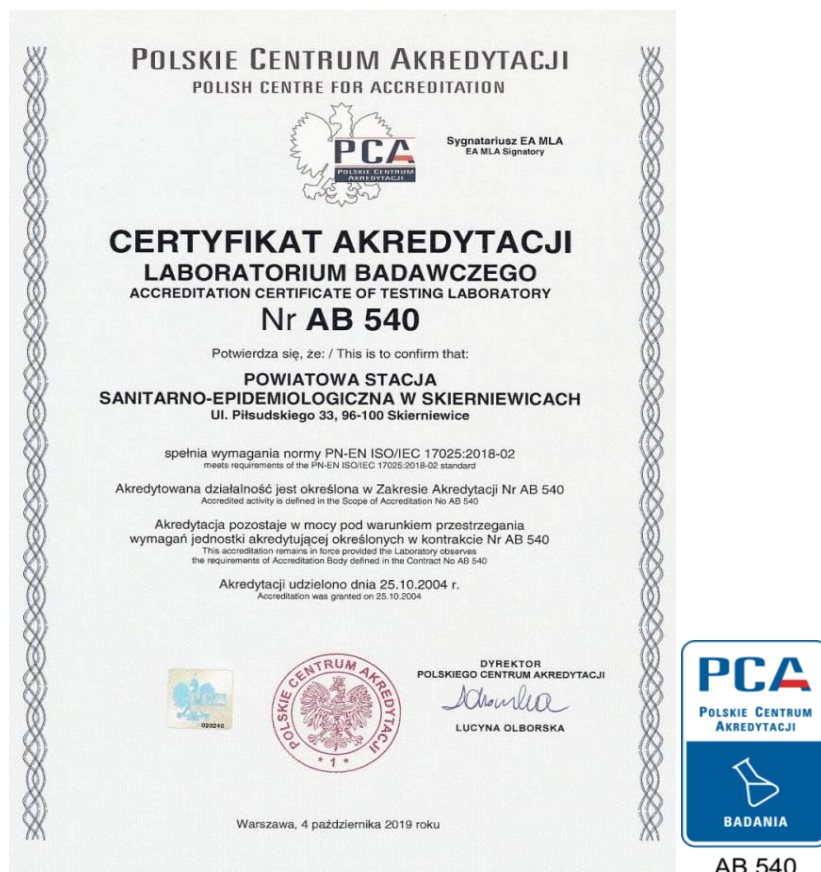 POLSKIE CENTRUM AKREDYTACJI
POLISH CENTRE FOR ACCREDITATION
PCA
POLSKIE CENTRUM
AKREDYTACJI
Sygnatariusz EA MLA
EA MLA Signatory
CERTYFIKAT AKREDYTACJI
LABORATORIUM BADAWCZEGO
ACCREDITATION CERTIFICATE OF TESTING LABORATORY
Nr AB 540
Potwierdza się, że: / This is to confirm that:
POWIATOWA STACJA
SANITARNO-EPIDEMIOLOGICZNA W SKIERNIEWICACH
Ul. Piłsudskiego 33, 96-100 Skierniewice
spełnia wymagania normy PN-EN ISO/IEC 17025:2018-02
meets requirements of the PN-EN ISO/IEC 17025:2018-02 standard
Akredytowana działalność jest określona w Zakresie Akredytacji Nr AB 540
Accredited activity is defined in the Scope of Accreditation No AB 540
Akredytacja pozostaje w mocy pod warunkiem przestrzegania
wymagań jednostki akredytującej określonych w kontrakcie Nr AB 540
This accreditation remains in force provided the Laboratory observes
the requirements of Accreditation Body defined in the Contract No AB 540
Akredytacji udzielono dnia 25.10.2004 r.
Accreditation was granted on 25.10.2004
020240
POLSKIE CENTRUM AKREDYTACJI
* 1 *
DYREKTOR
POLSKIEGO CENTRUM AKREDYTACJI
LUCYNA OLBORSKA
Warszawa, 4 października 2019 roku
PCA
POLSKIE CENTRUM
AKREDYTACJI
BADANIA
AB 540